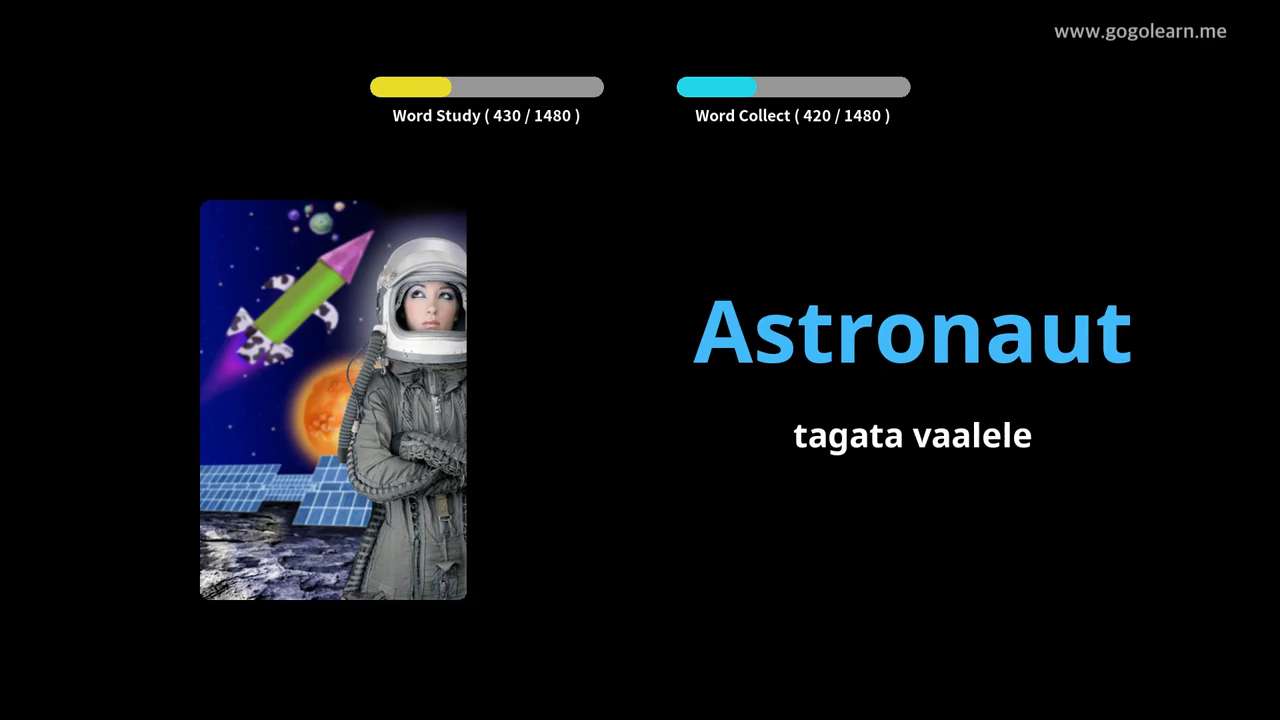 www.gogolearn.me
Word Study ( 430 / 1480 )
Word Collect ( 420 / 1480 )
Astronaut
tagata vaalele